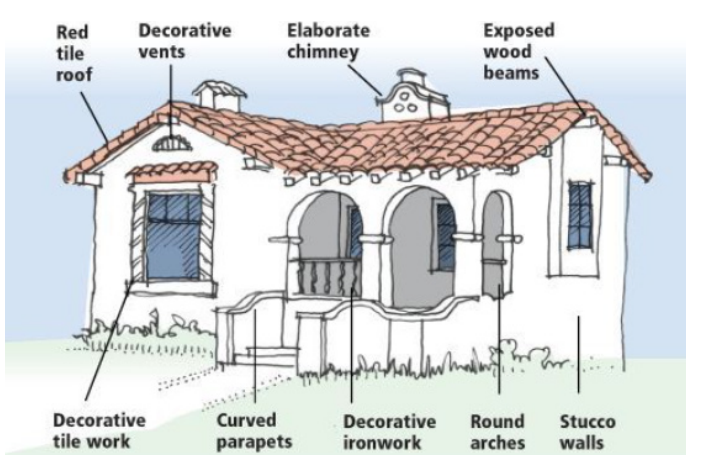 Red
tile
roof
Decorative
vents
Elaborate
chimney
Exposed
wood
beams
Decorative
tile work
Curved
parapets
Decorative
ironwork
Round
arches
Stucco
walls